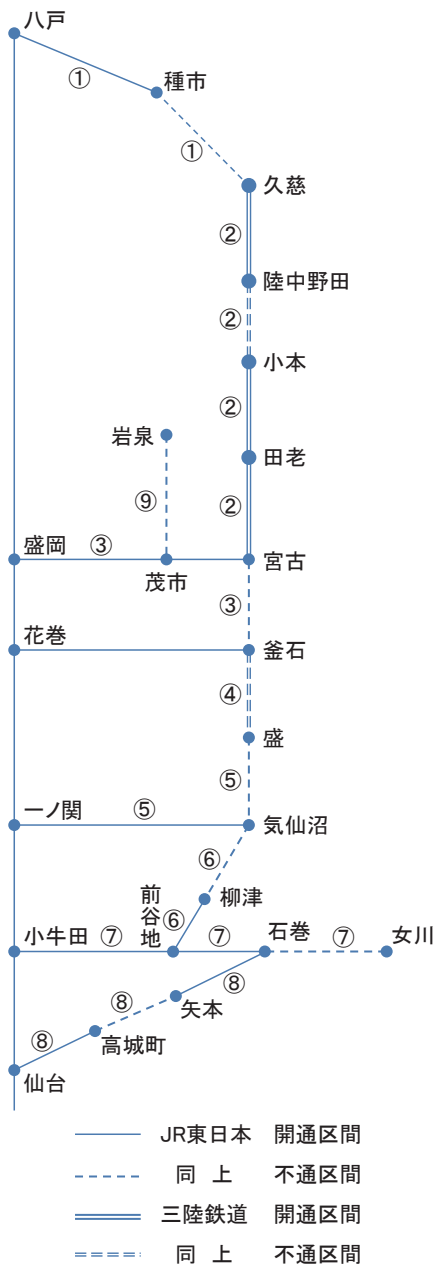 八戸
①
種市
①
久慈
②
陸中野田
②
小本
②
岩泉
田老
⑨
②
盛岡
③
茂市
宮古
③
花巻
釜石
④
盛
⑤
一ノ関
⑤
気仙沼
⑥
柳津
前谷地
⑥
小牛田
⑦
⑦
石巻
⑦
女川
⑧
矢本
⑧
高城町
⑧
仙台
JR東日本 開通区間
同上 不通区間
三陸鉄道 開通区間
同上 不通区間